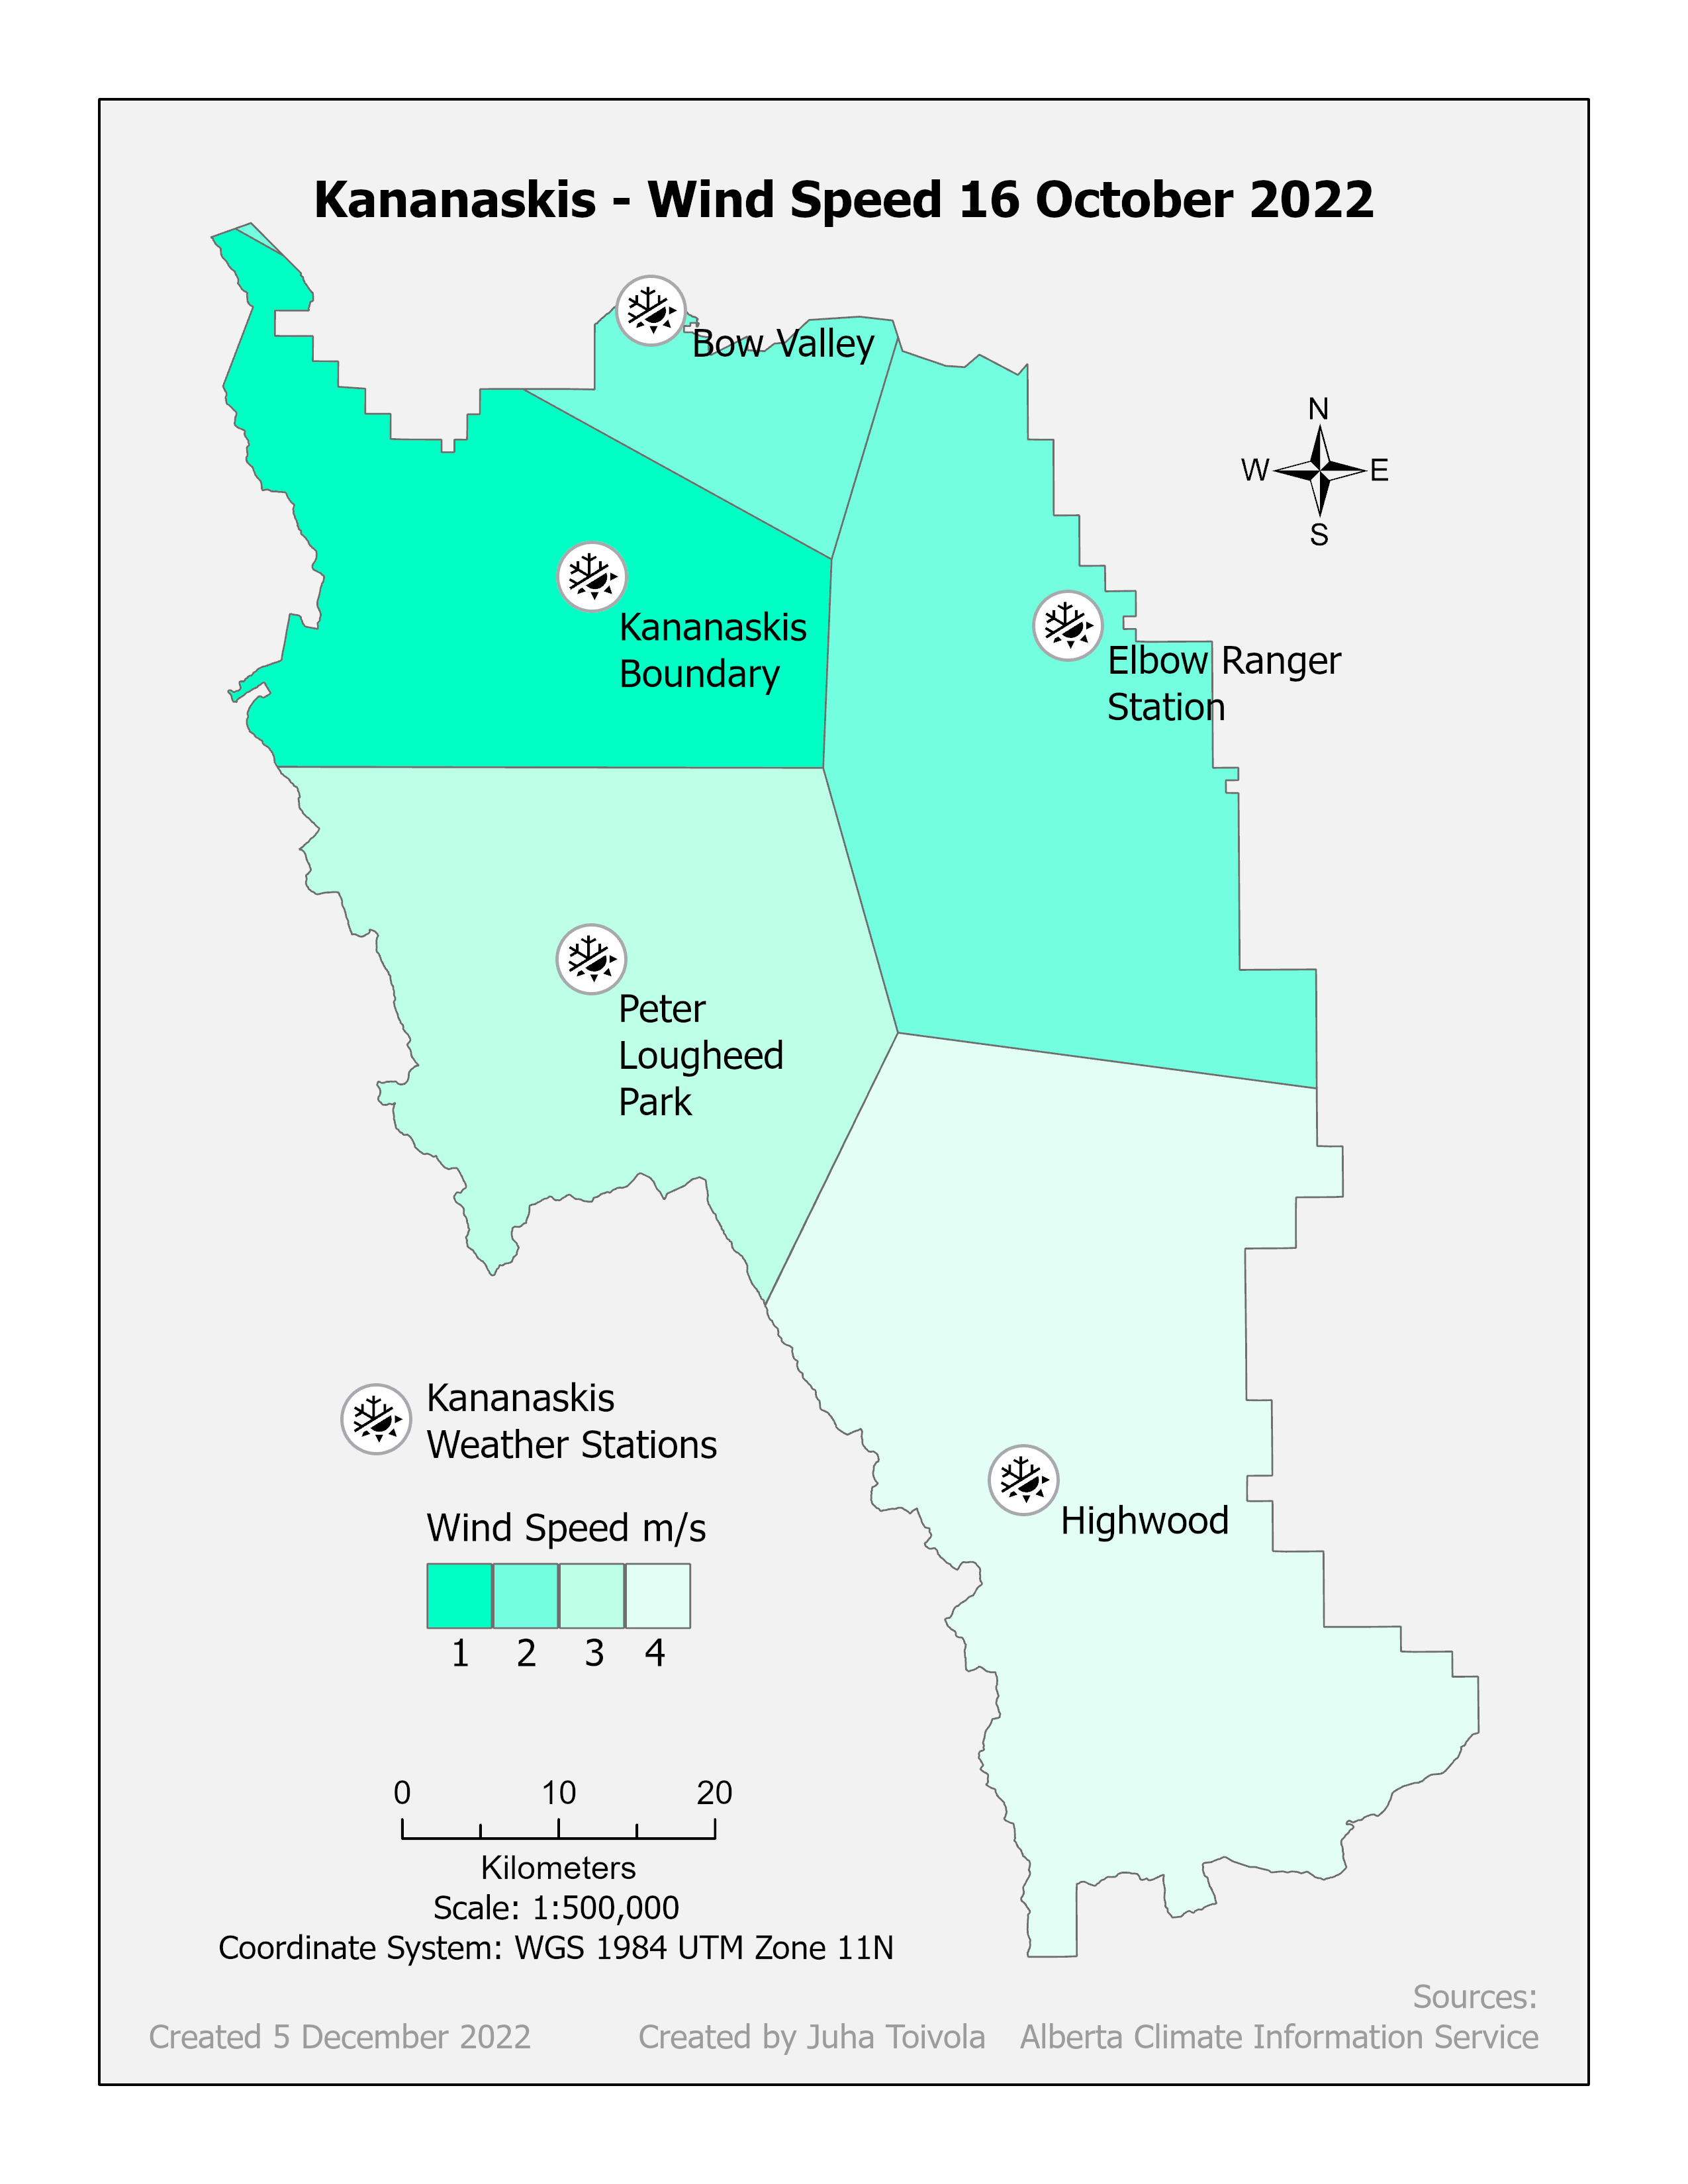 Kananaskis - Wind Speed 16 October 2022
Bow Valley
N
W
E
S
Kananaskis
Boundary
Elbow Ranger
Station
Peter
Lougheed
Park
Kananaskis
Weather Stations
Highwood
Wind Speed m/s
1 2 3 4
0 10 20
Kilometers
Scale: 1:500,000
Coordinate System: WGS 1984 UTM Zone 11N
Sources:
Created 5 December 2022
Created by Juha Toivola
Alberta Climate Information Service